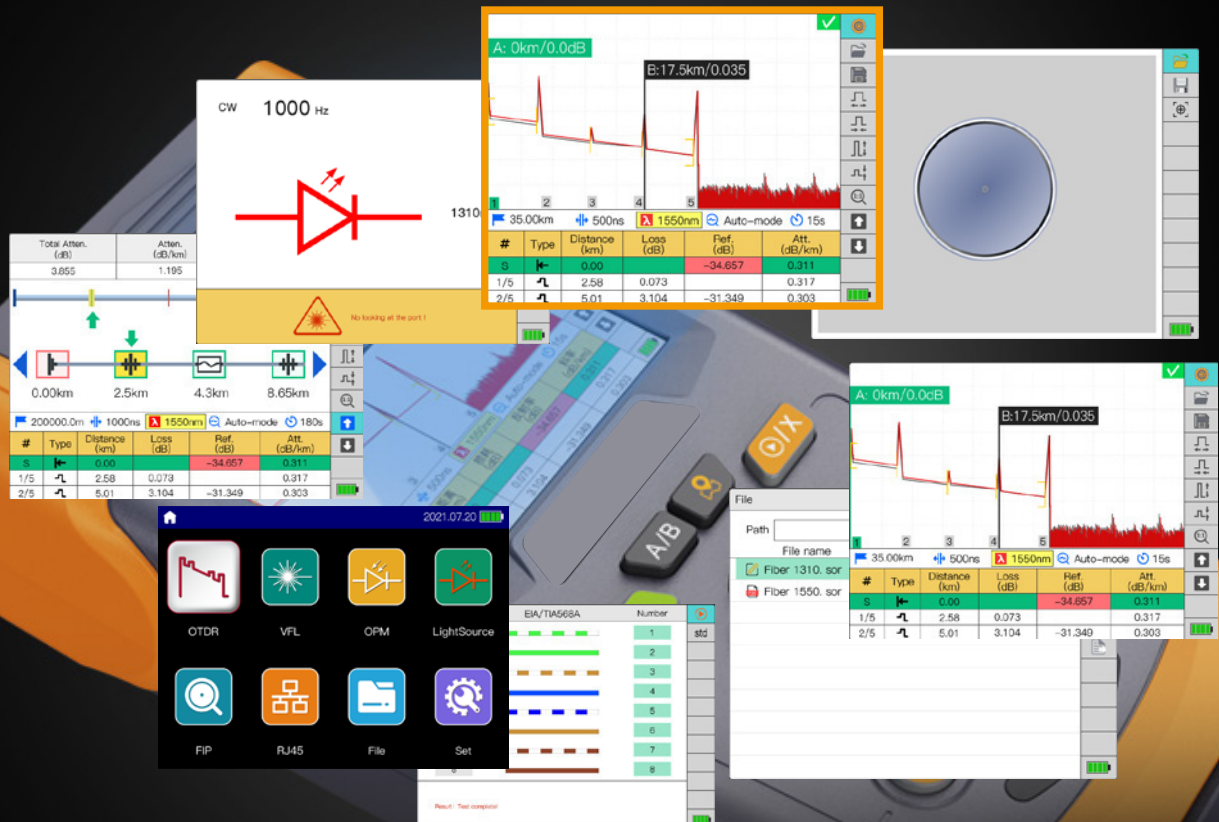 CW 1000 Hz
1310
No looking at the port !
A: 0km/0.0dB
B:17.5km/0.035
1 2 3 4 5
35.00km 500ns λ 1550nm Auto-mode 15s
# Type Distance (km) Loss (dB) Ref. (dB) Att. (dB/km)
S 0.00 -34.657 0.311
1/5 2.58 0.073 0.317
2/5 5.01 3.104 -31.349 0.303
Total Atten. (dB) Atten. (dB/km)
3.855 1.195
0.00km 2.5km 4.3km 8.65km
200000.0m 1000ns λ 1550nm Auto-mode 180s
# Type Distance (km) Loss (dB) Ref. (dB) Att. (dB/km)
S 0.00 -34.657 0.311
1/5 2.58 0.073 0.317
2/5 5.01 3.104 -31.349 0.303
A: 0km/0.0dB
B:17.5km/0.035
1 2 3 4 5
35.00km 500ns λ 1550nm Auto-mode 15s
# Type Distance (km) Loss (dB) Ref. (dB) Att. (dB/km)
S 0.00 -34.657 0.311
1/5 2.58 0.073 0.317
2/5 5.01 3.104 -31.349 0.303
/X
A/B
File
Path
File name
Fiber 1310. sor
Fiber 1550. sor
2021.07.20
OTDR VFL OPM LightSource
FIP RJ45 File Set
EIA/TIA568A Number
std
1
2
3
4
5
6
7
8
Result : Test complete!